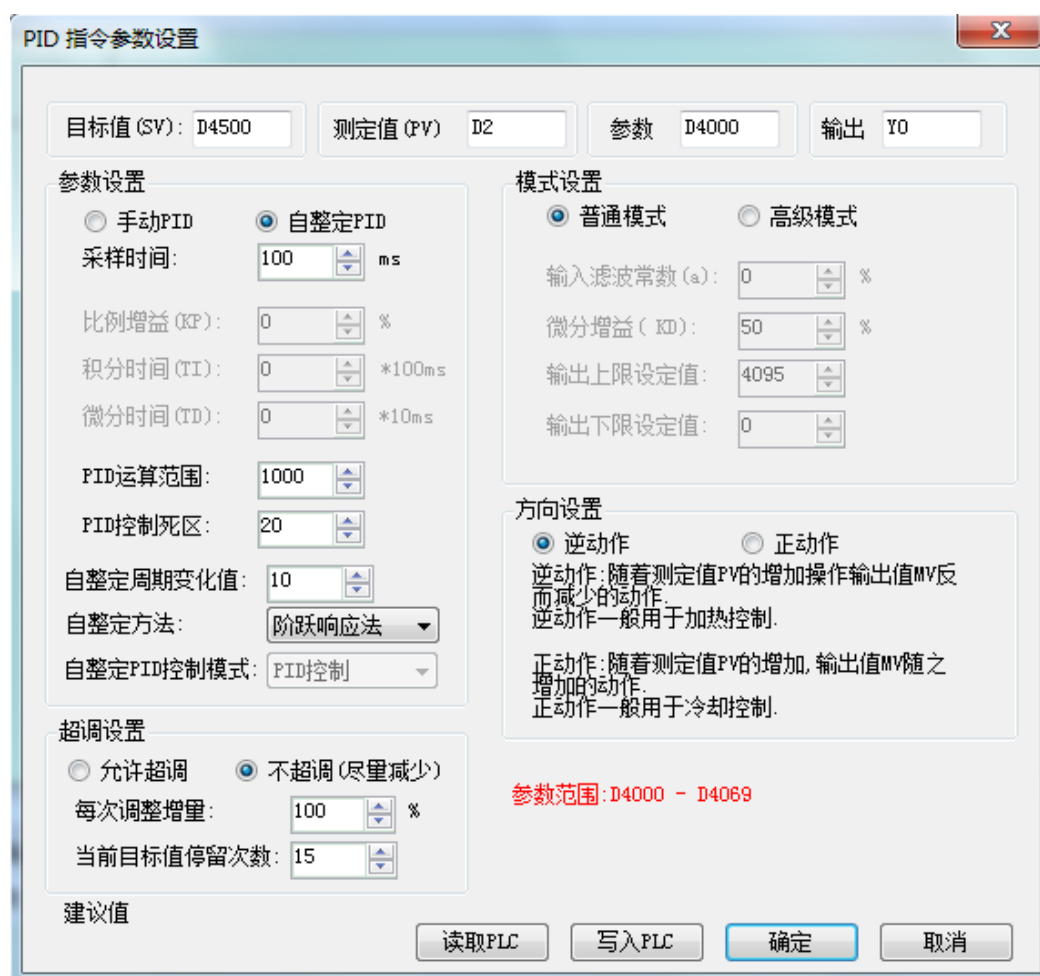 PID 指令参数设置
目标值(SV): D4500 测定值(PV) D2 参数 D4000 输出 Y0
参数设置
手动PID 自整定PID
采样时间: 100 ms
比例增益(KP): 0 %
积分时间(TI): 0 *100ms
微分时间(TD): 0 *10ms
PID运算范围: 1000
PID控制死区: 20
自整定周期变化值: 10
自整定方法: 阶跃响应法
自整定PID控制模式: PID控制
超调设置
允许超调 不超调(尽量减少)
每次调整增量: 100 %
当前目标值停留次数: 15
建议值
模式设置
普通模式 高级模式
输入滤波常数(a): 0 %
微分增益( KD): 50 %
输出上限设定值: 4095
输出下限设定值: 0
方向设置
逆动作 正动作
逆动作:随着测定值PV的增加操作输出值MV反
而减少的动作.
逆动作一般用于加热控制.
正动作:随着测定值PV的增加,输出值MV随之
增加的动作.
正动作一般用于冷却控制.
参数范围:D4000 - D4069
读取PLC 写入PLC 确定 取消